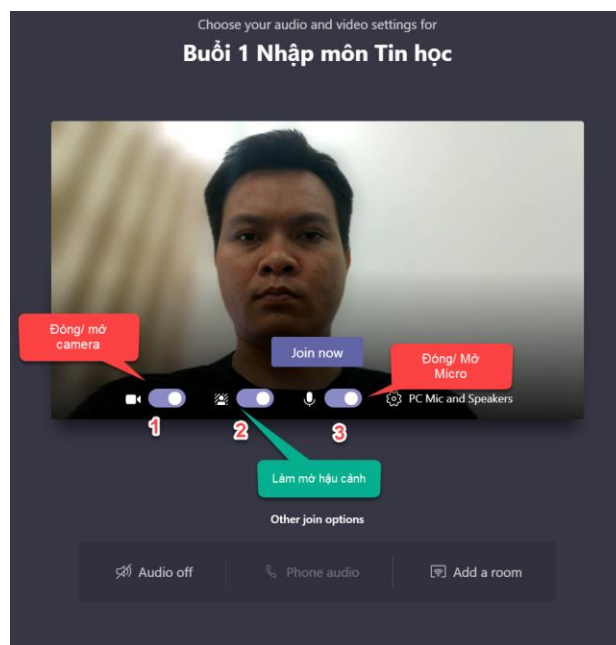 Choose your audio and video settings for
Buổi 1 Nhập môn Tin học
Đóng/ mở
camera
Join now
Đóng/ Mở
Micro
PC Mic and Speakers
1
2
3
Làm mờ hậu cảnh
Other join options
Audio off
Phone audio
Add a room